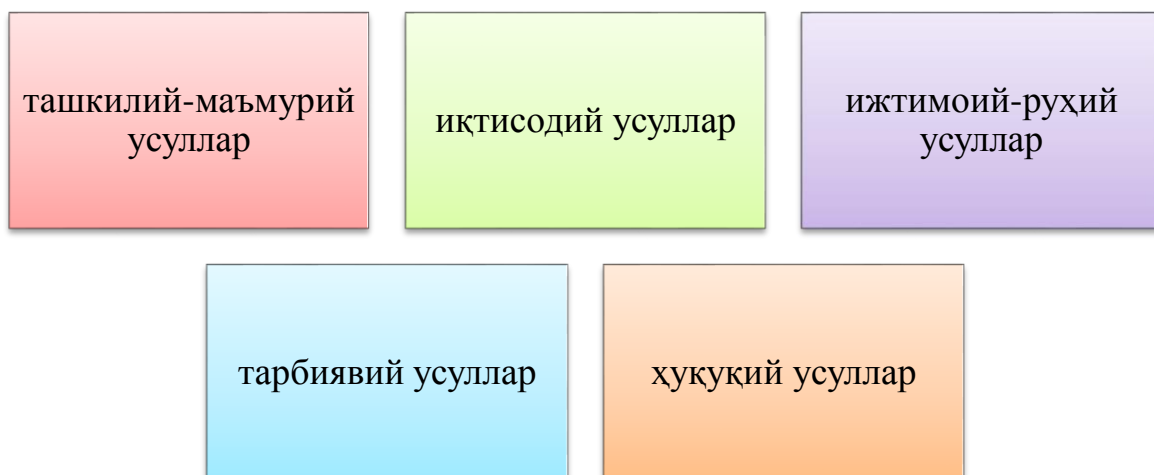 ташкилий-маъмурий
усуллар
иқтисодий усуллар
ижтимоий-руҳий
усуллар
тарбиявий усуллар
ҳуқуқий усуллар